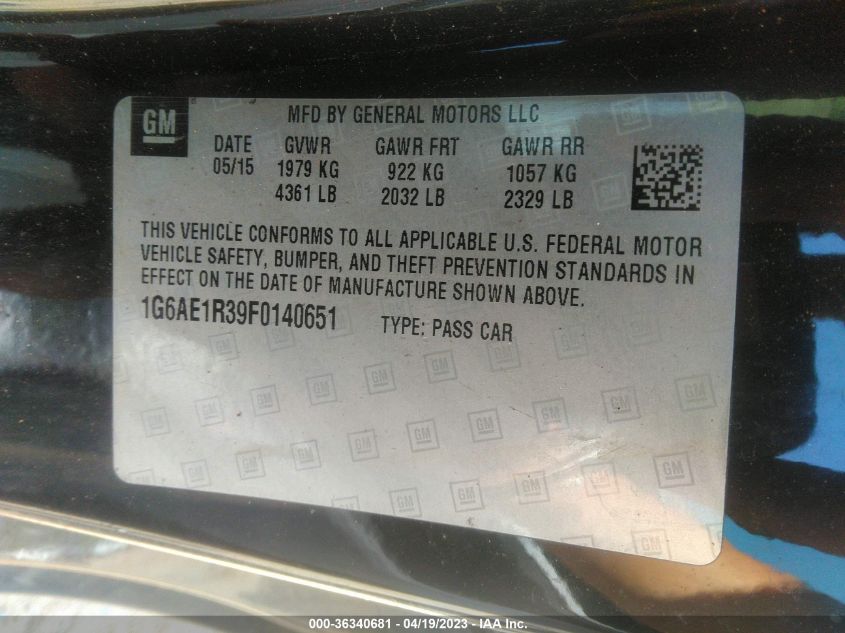 GM
MFD BY GENERAL MOTORS LLC
DATE GVWR GAWR FRT GAWR RR
05/15 1979 KG 922 KG 1057 KG
4361 LB 2032 LB 2329 LB
THIS VEHICLE CONFORMS TO ALL APPLICABLE U.S. FEDERAL MOTOR
VEHICLE SAFETY, BUMPER, AND THEFT PREVENTION STANDARDS IN
EFFECT ON THE DATE OF MANUFACTURE SHOWN ABOVE.
1G6AE1R39F0140651 TYPE: PASS CAR
000-36340681 - 04/19/2023 - IAA Inc.